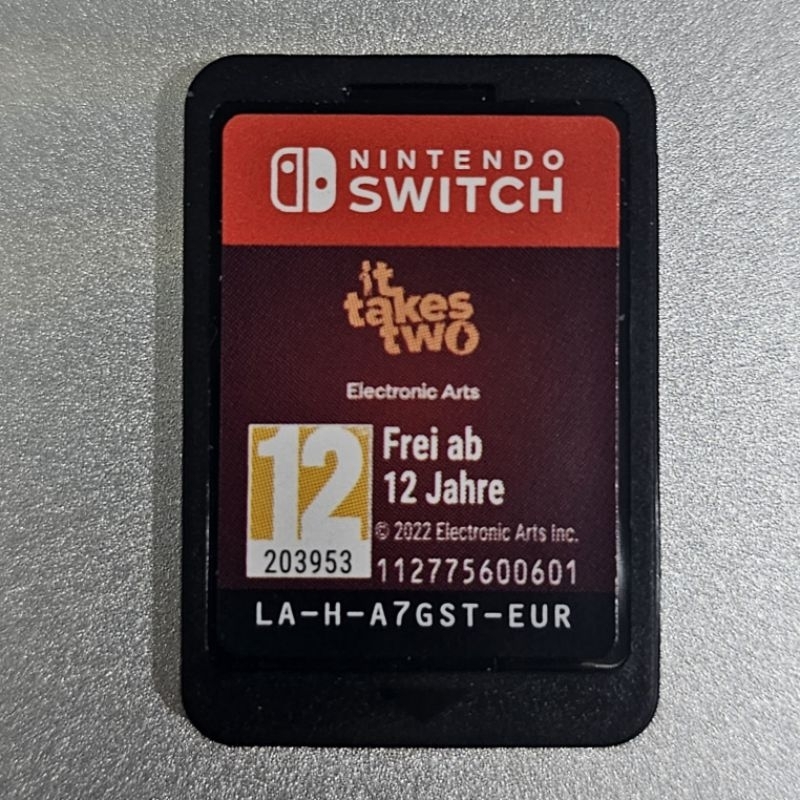 NINTENDO
SWITCH
it
takes
two
Electronic Arts
12
Frei ab
12 Jahre
© 2022 Electronic Arts Inc.
203953
112775600601
LA-H-A7GST-EUR